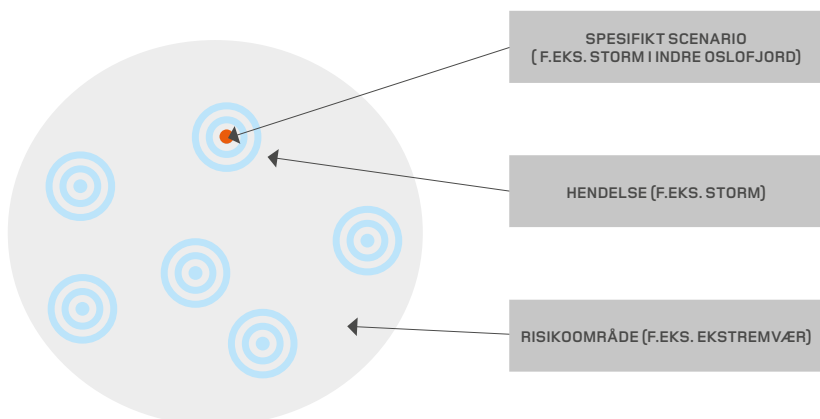 SPESIFIKT SCENARIO
( F.EKS. STORM I INDRE OSLOFJORD)
HENDELSE (F.EKS. STORM)
RISIKOOMRÅDE (F.EKS. EKSTREMVÆR)